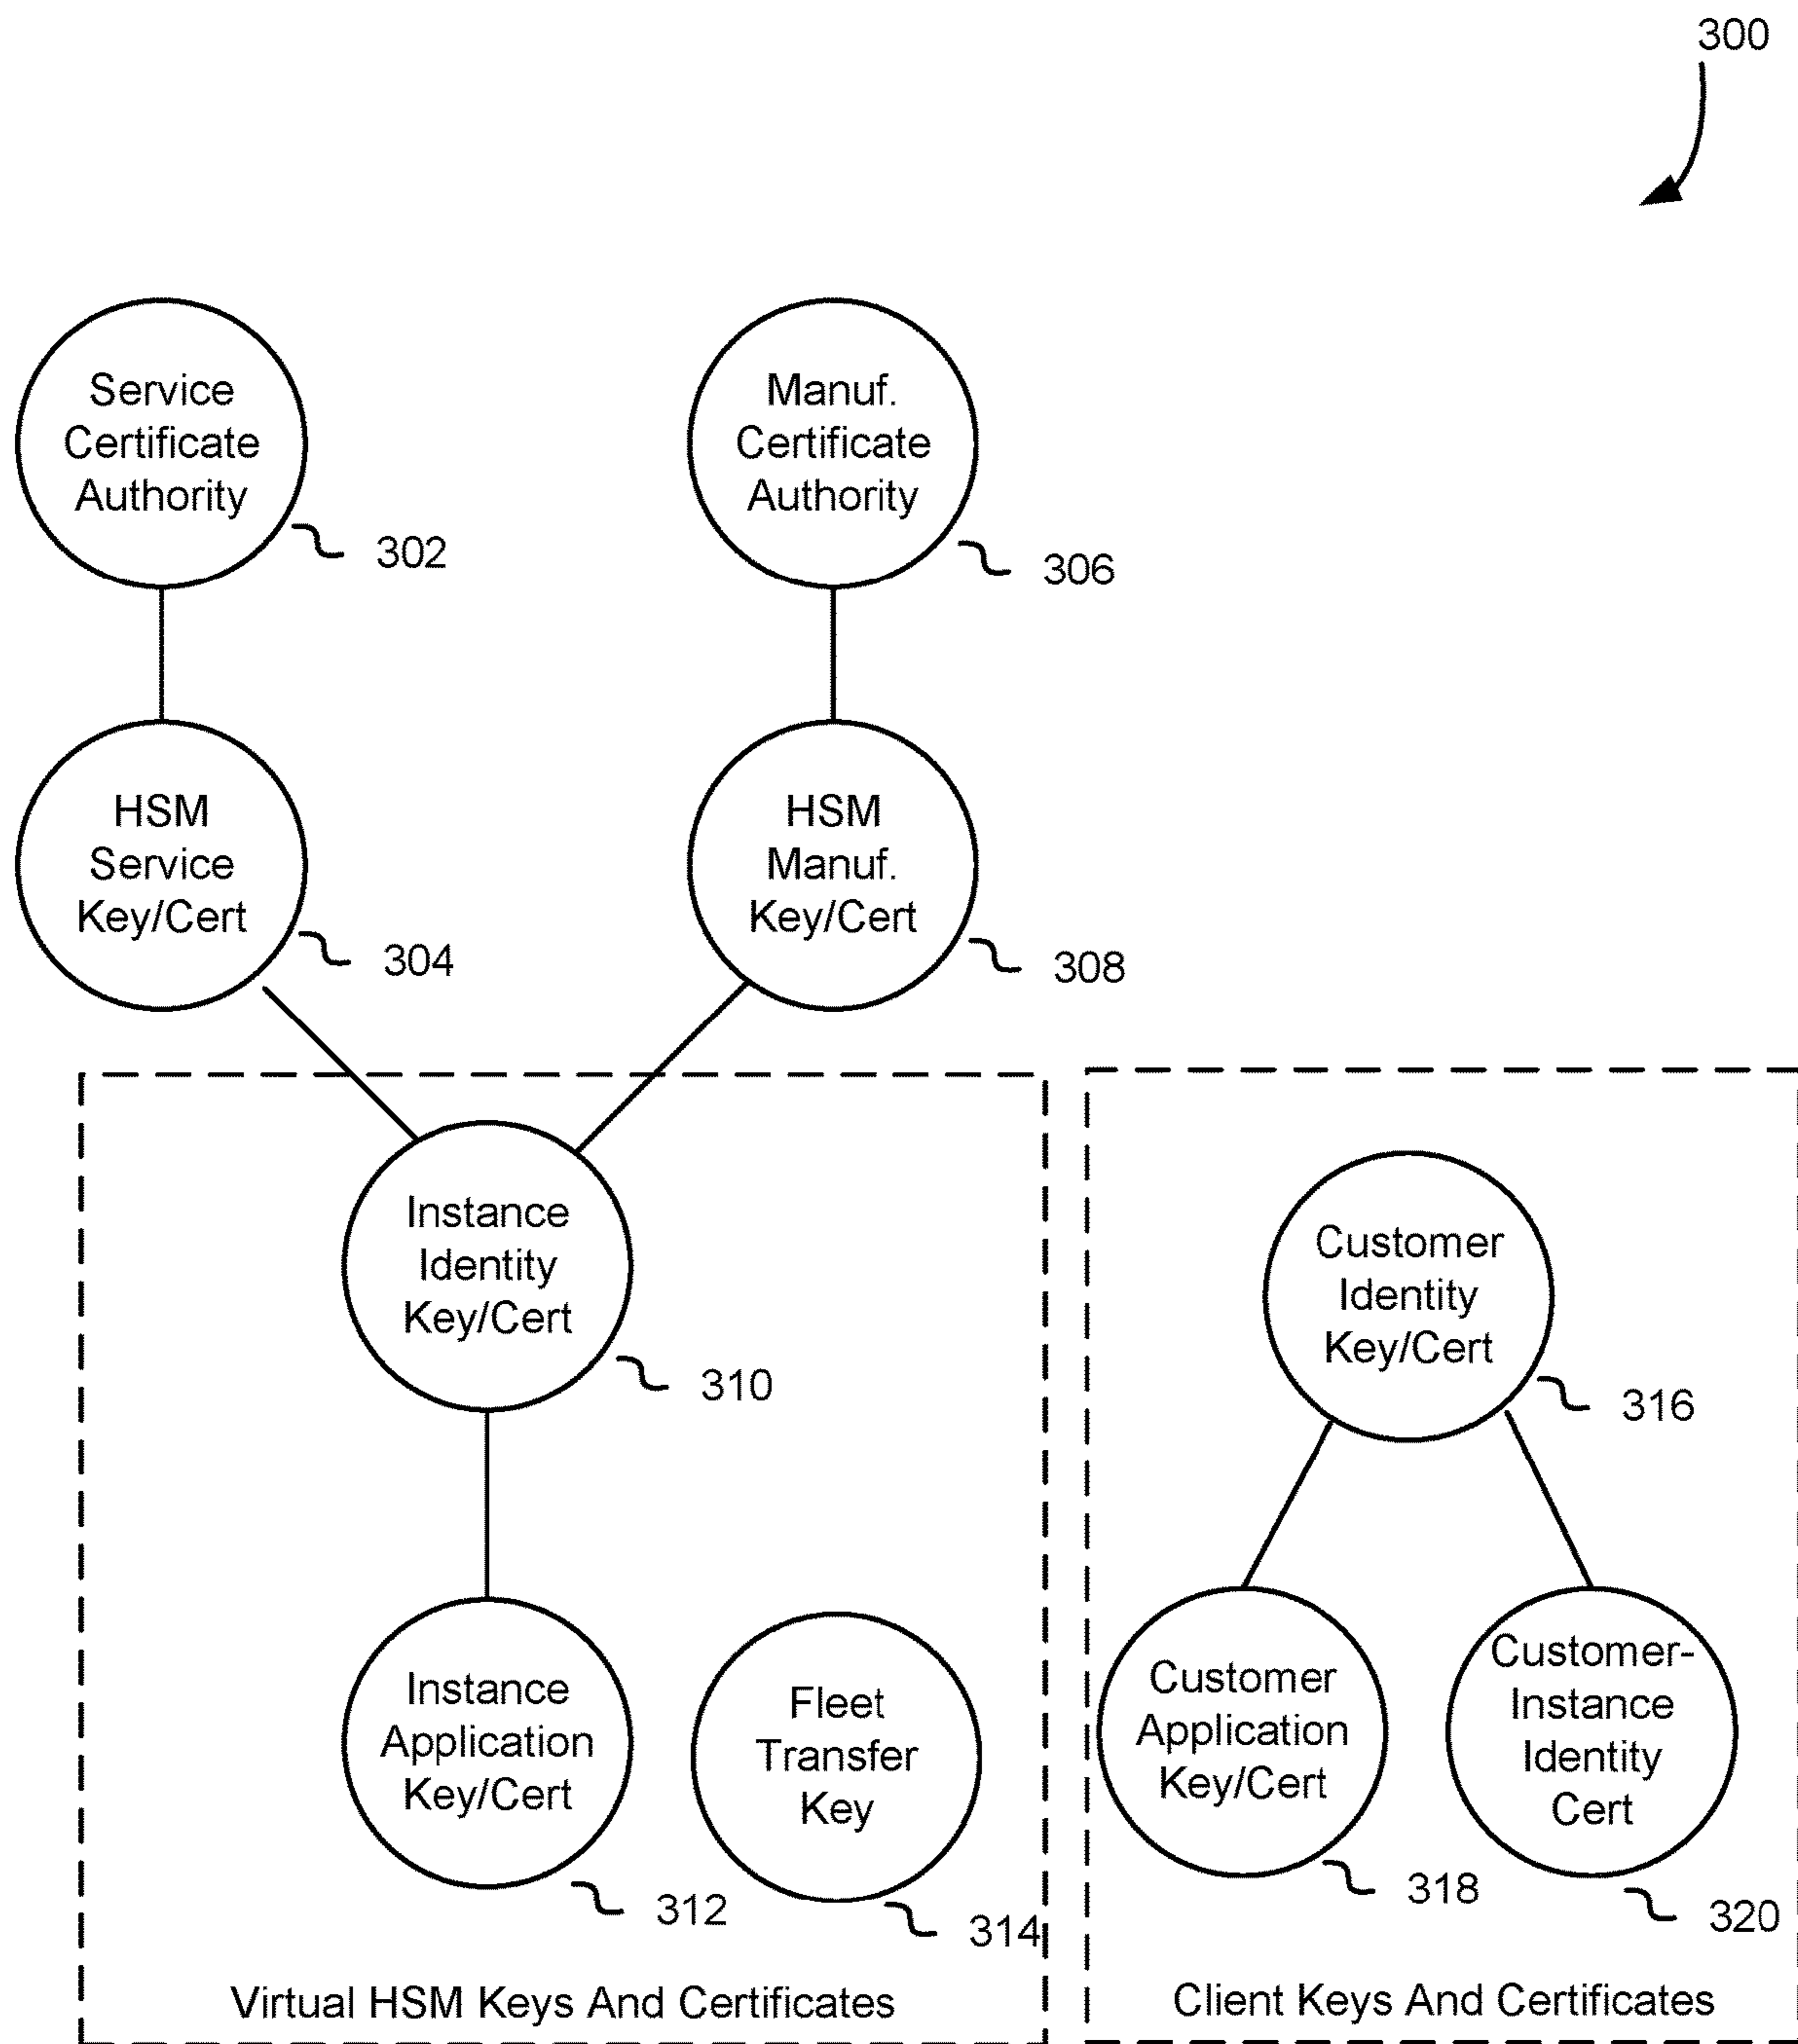 300
Service
Certificate
Authority
302
Manuf.
Certificate
Authority
306
HSM
Service
Key/Cert
304
HSM
Manuf.
Key/Cert
308
Instance
Identity
Key/Cert
310
Customer
Identity
Key/Cert
316
Instance
Application
Key/Cert
312
Fleet
Transfer
Key
314
Customer
Application
Key/Cert
318
Customer-
Instance
Identity
Cert
320
Virtual HSM Keys And Certificates
Client Keys And Certificates